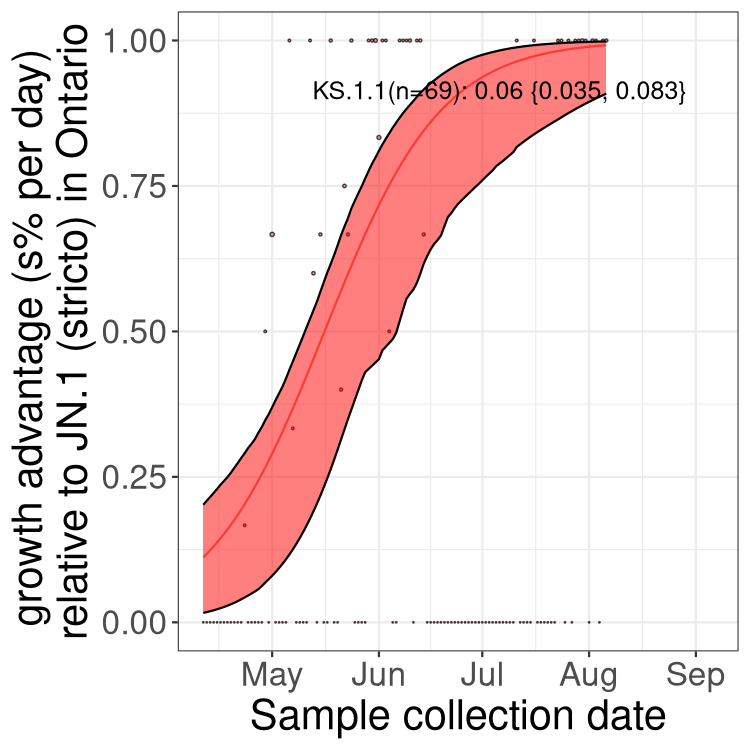 growth advantage (s% per day)
relative to JN.1 (stricto) in Ontario
1.00
0.75
0.50
0.25
0.00
KS.1.1(n=69): 0.06 {0.035, 0.083}
May Jun Jul Aug Sep
Sample collection date